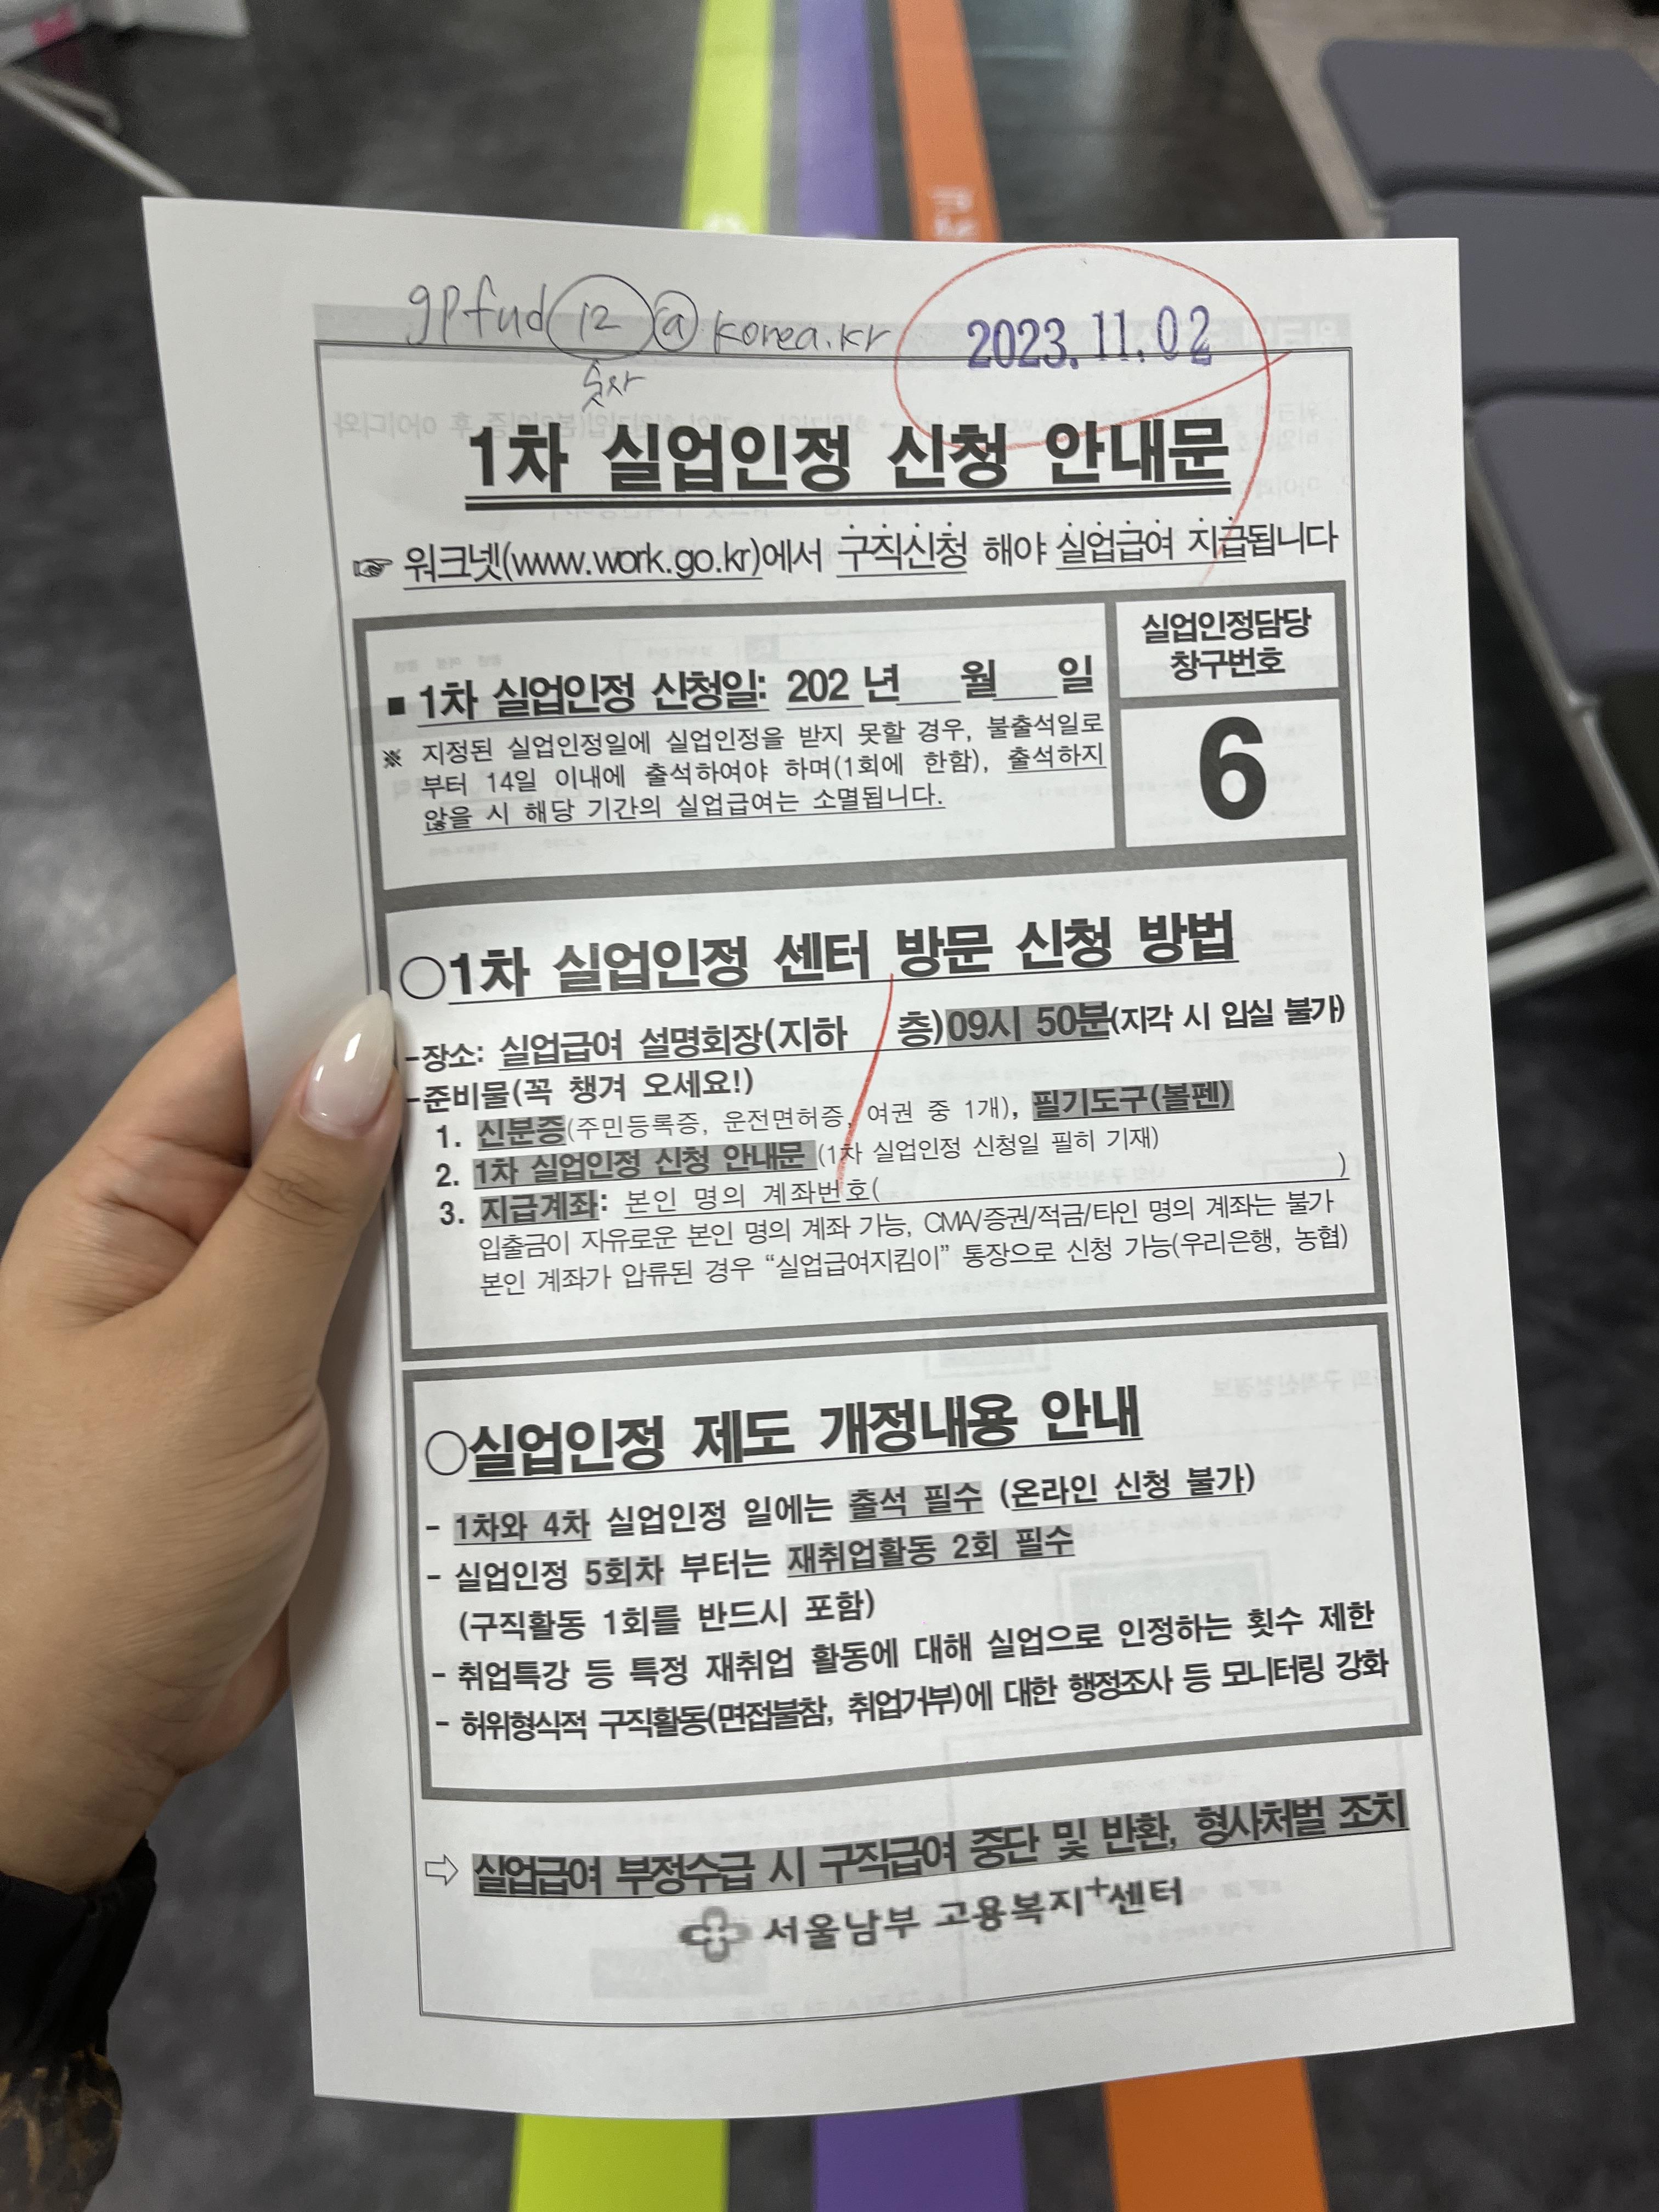 gpfud12@korea.kr
숫자
2023.11.02
1차 실업인정 신청 안내문
☞ 워크넷(www.work.go.kr)에서 구직신청 해야 실업급여 지급됩니다
■ 1차 실업인정 신청일: 202 년 월 일
※ 지정된 실업인정일에 실업인정을 받지 못할 경우, 불출석일로
부터 14일 이내에 출석하여야 하며(1회에 한함), 출석하지
않을 시 해당 기간의 실업급여는 소멸됩니다.
실업인정담당
창구번호
6
○1차 실업인정 센터 방문 신청 방법
-장소: 실업급여 설명회장(지하 층)09시 50분(지각 시 입실 불가)
-준비물(꼭 챙겨 오세요!)
1. 신분증(주민등록증, 운전면허증, 여권 중 1개), 필기도구(볼펜)
2. 1차 실업인정 신청 안내문 (1차 실업인정 신청일 필히 기재)
3. 지급계좌: 본인 명의 계좌번호( )
입출금이 자유로운 본인 명의 계좌 가능, CMA/증권/적금/타인 명의 계좌는 불가
본인 계좌가 압류된 경우 “실업급여지킴이” 통장으로 신청 가능(우리은행, 농협)
○실업인정 제도 개정내용 안내
- 1차와 4차 실업인정 일에는 출석 필수 (온라인 신청 불가)
- 실업인정 5회차 부터는 재취업활동 2회 필수
(구직활동 1회를 반드시 포함)
- 취업특강 등 특정 재취업 활동에 대해 실업으로 인정하는 횟수 제한
- 허위형식적 구직활동(면접불참, 취업거부)에 대한 행정조사 등 모니터링 강화
⇨ 실업급여 부정수급 시 구직급여 중단 및 반환, 형사처벌 조치
서울남부 고용복지+센터